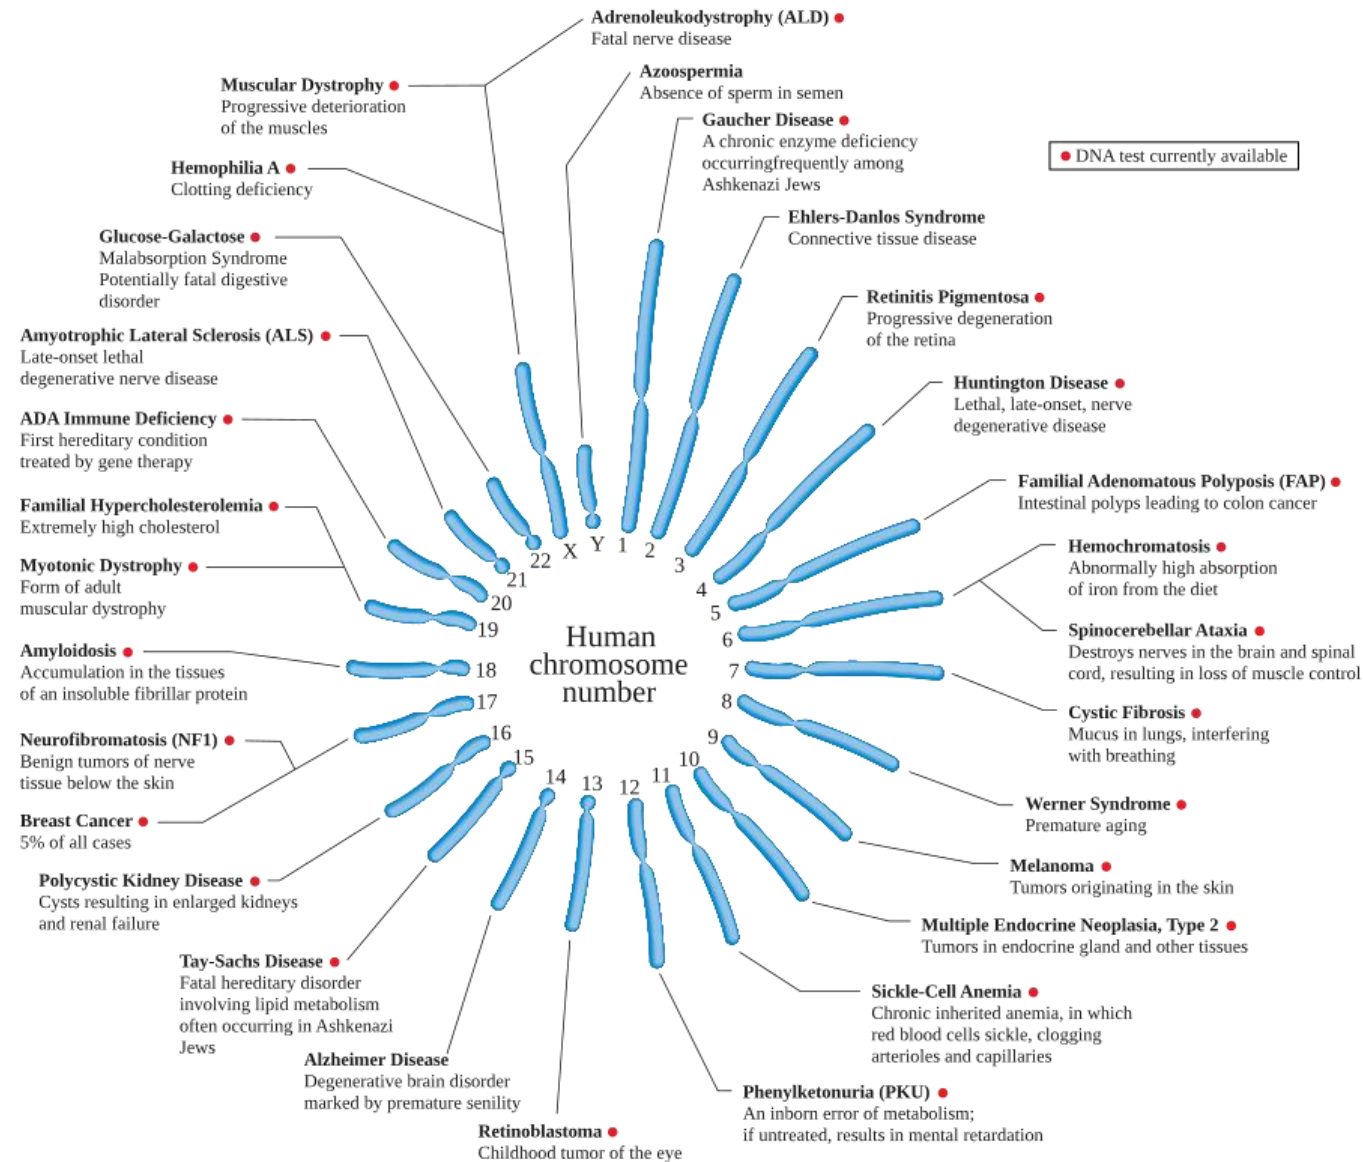 Adrenoleukodystrophy (ALD)
Fatal nerve disease
Azoospermia
Absence of sperm in semen
Muscular Dystrophy
Progressive deterioration
of the muscles
Gaucher Disease
A chronic enzyme deficiency
occurringfrequently among
Ashkenazi Jews
DNA test currently available
Hemophilia A
Clotting deficiency
Ehlers-Danlos Syndrome
Connective tissue disease
Glucose-Galactose
Malabsorption Syndrome
Potentially fatal digestive
disorder
Retinitis Pigmentosa
Progressive degeneration
of the retina
Amyotrophic Lateral Sclerosis (ALS)
Late-onset lethal
degenerative nerve disease
Huntington Disease
Lethal, late-onset, nerve
degenerative disease
ADA Immune Deficiency
First hereditary condition
treated by gene therapy
Familial Adenomatous Polyposis (FAP)
Intestinal polyps leading to colon cancer
Familial Hypercholesterolemia
Extremely high cholesterol
Hemochromatosis
Abnormally high absorption
of iron from the diet
Myotonic Dystrophy
Form of adult
muscular dystrophy
Spinocerebellar Ataxia
Destroys nerves in the brain and spinal
cord, resulting in loss of muscle control
Amyloidosis
Accumulation in the tissues
of an insoluble fibrillar protein
Cystic Fibrosis
Mucus in lungs, interfering
with breathing
Neurofibromatosis (NF1)
Benign tumors of nerve
tissue below the skin
Werner Syndrome
Premature aging
Breast Cancer
5% of all cases
Melanoma
Tumors originating in the skin
Polycystic Kidney Disease
Cysts resulting in enlarged kidneys
and renal failure
Multiple Endocrine Neoplasia, Type 2
Tumors in endocrine gland and other tissues
Tay-Sachs Disease
Fatal hereditary disorder
involving lipid metabolism
often occurring in Ashkenazi
Jews
Sickle-Cell Anemia
Chronic inherited anemia, in which
red blood cells sickle, clogging
arterioles and capillaries
Alzheimer Disease
Degenerative brain disorder
marked by premature senility
Phenylketonuria (PKU)
An inborn error of metabolism;
if untreated, results in mental retardation
Retinoblastoma
Childhood tumor of the eye
Human
chromosome
number
1
2
3
4
5
6
7
8
9
10
11
12
13
14
15
16
17
18
19
20
21
22
X
Y